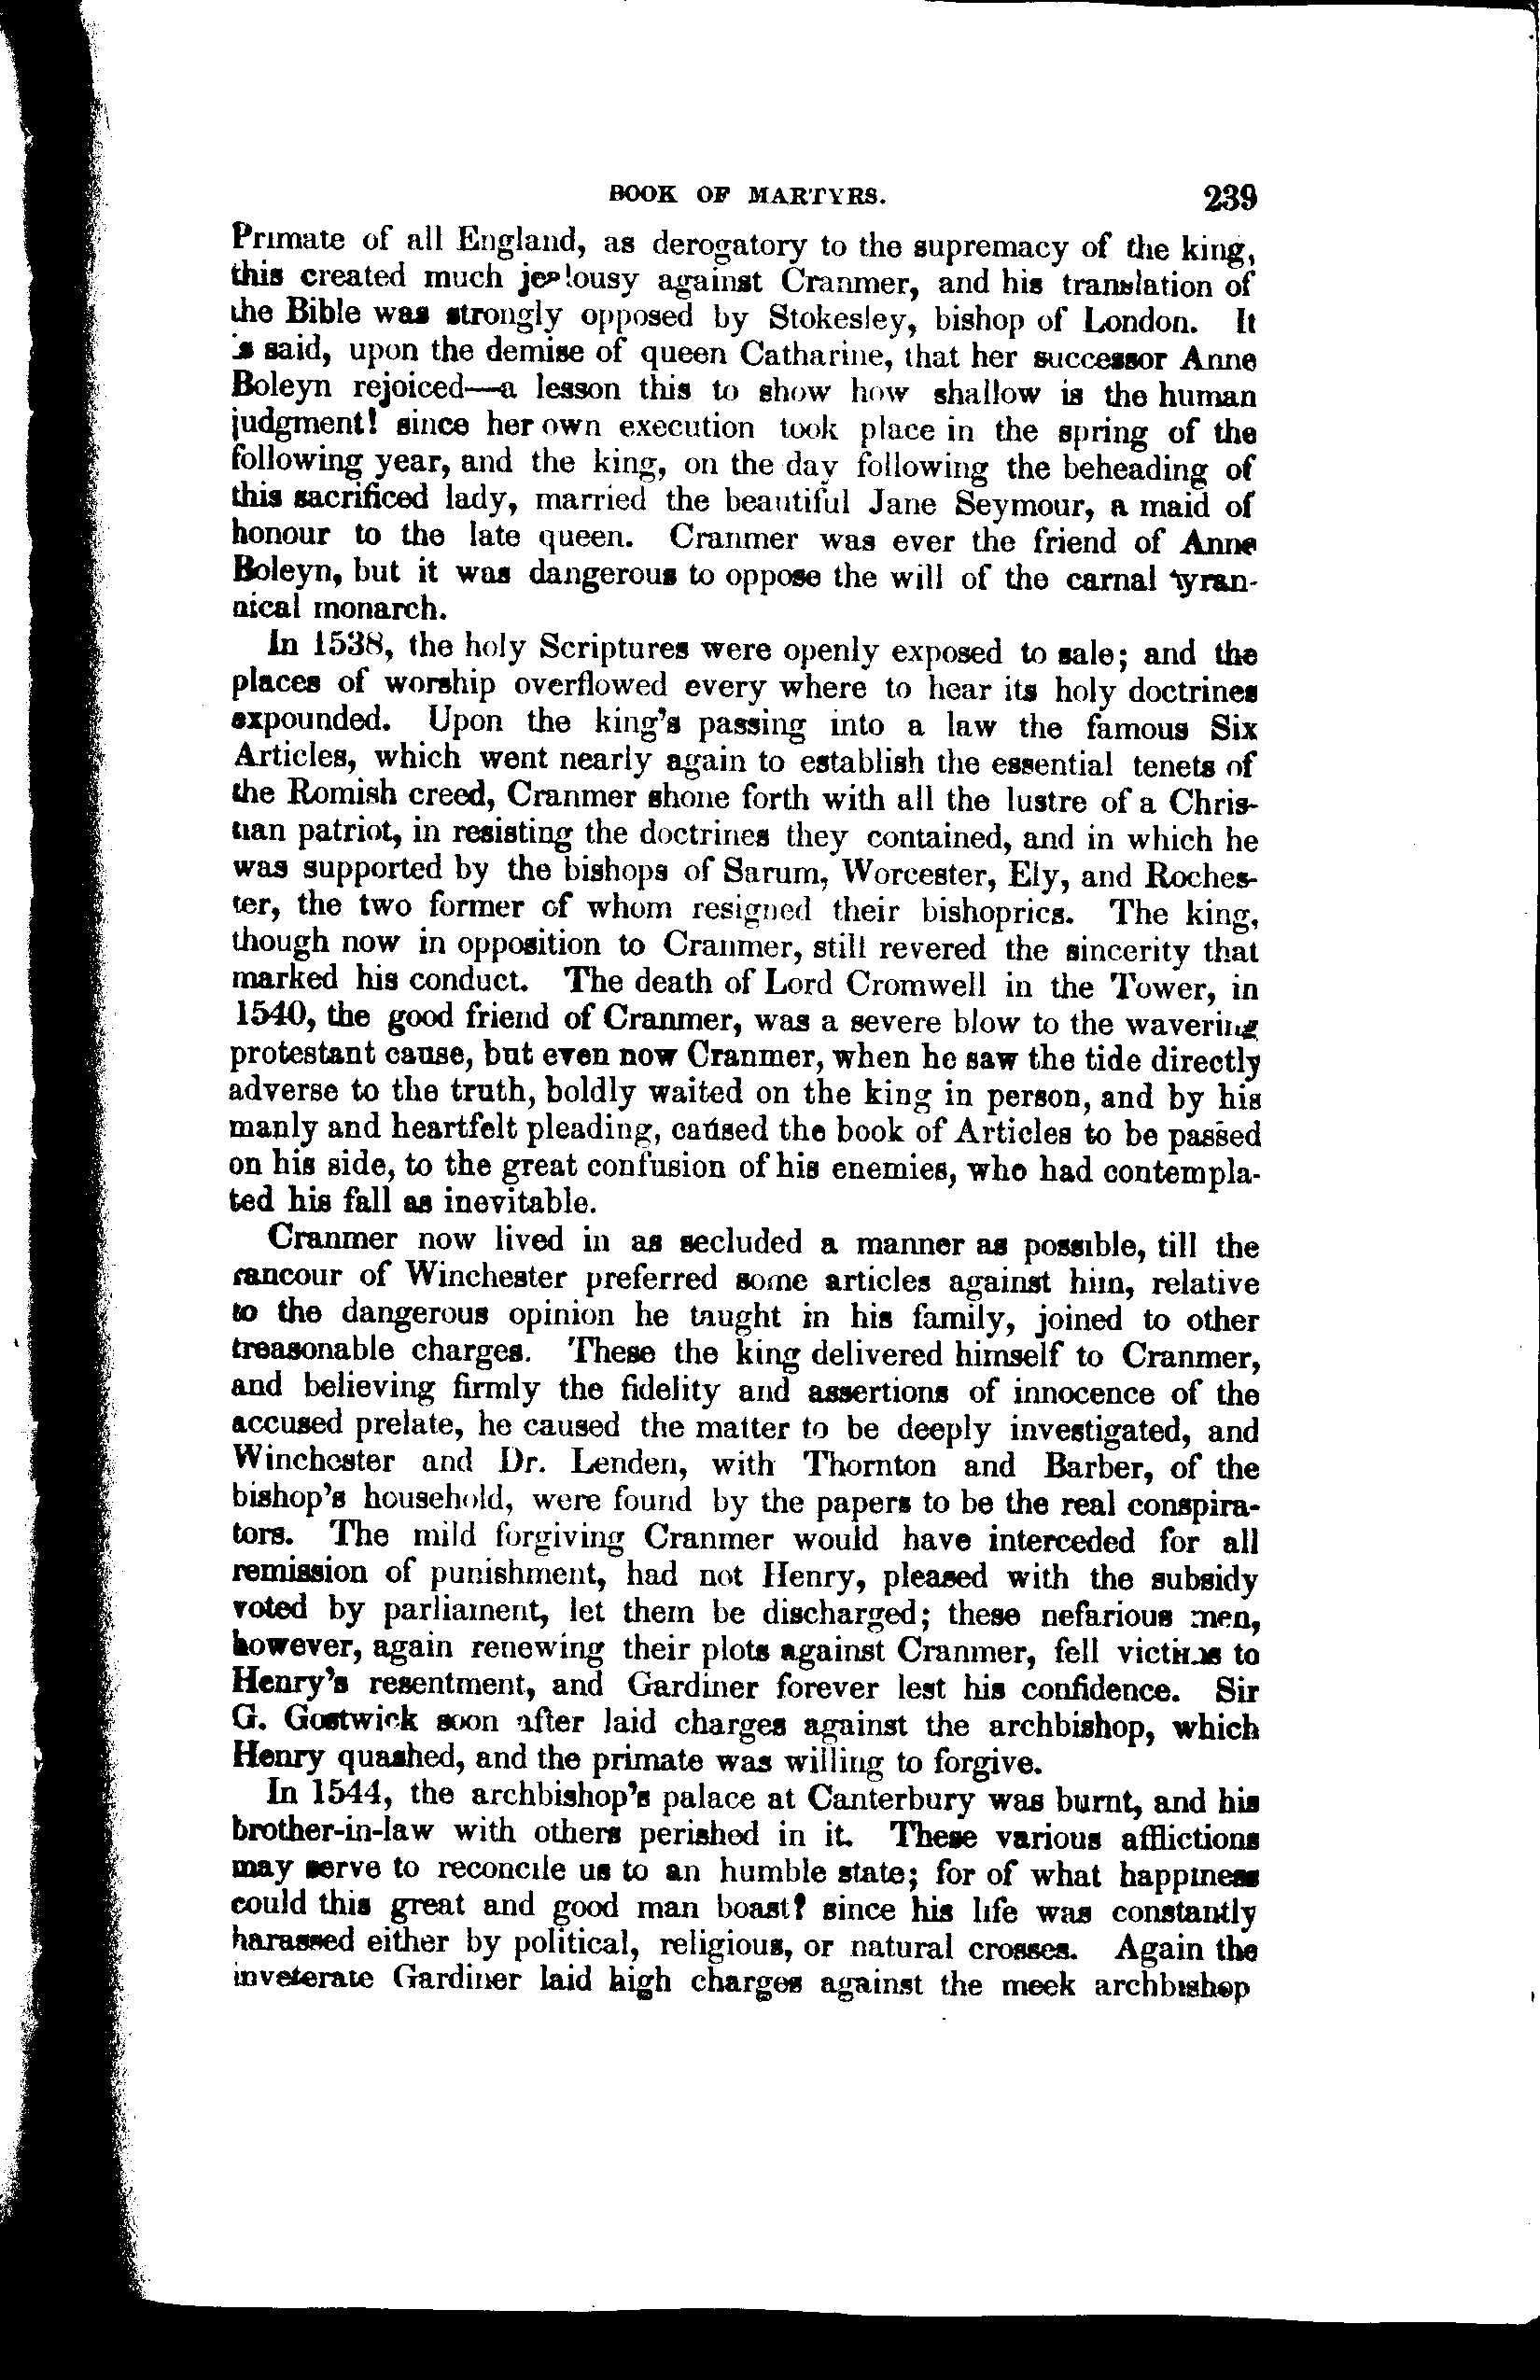 BOOK OF MARTYRS. 239
Primate of all England, as derogatory to the supremacy of the king,
this created much jealousy against Cranmer, and his translation of
the Bible was strongly opposed by Stokesley, bishop of London. It
is said, upon the demise of queen Catharine, that her successor Anne
Boleyn rejoiced—a lesson this to show how shallow is the human
judgment! since her own execution took place in the spring of the
following year, and the king, on the day following the beheading of
this sacrificed lady, married the beautiful Jane Seymour, a maid of
honour to the late queen. Cranmer was ever the friend of Anne
Boleyn, but it was dangerous to oppose the will of the carnal tyran-
nical monarch.
In 1538, the holy Scriptures were openly exposed to sale; and the
places of worship overflowed every where to hear its holy doctrines
expounded. Upon the king's passing into a law the famous Six
Articles, which went nearly again to establish the essential tenets of
the Romish creed, Cranmer shone forth with all the lustre of a Chris-
tian patriot, in resisting the doctrines they contained, and in which he
was supported by the bishops of Sarum, Worcester, Ely, and Roches-
ter, the two former of whom resigned their bishoprics. The king,
though now in opposition to Cranmer, still revered the sincerity that
marked his conduct. The death of Lord Cromwell in the Tower, in
1540, the good friend of Cranmer, was a severe blow to the wavering
protestant cause, but even now Cranmer, when he saw the tide directly
adverse to the truth, boldly waited on the king in person, and by his
manly and heartfelt pleading, caused the book of Articles to be passed
on his side, to the great confusion of his enemies, who had contempla-
ted his fall as inevitable.
Cranmer now lived in as secluded a manner as possible, till the
rancour of Winchester preferred some articles against him, relative
to the dangerous opinion he taught in his family, joined to other
treasonable charges. These the king delivered himself to Cranmer,
and believing firmly the fidelity and assertions of innocence of the
accused prelate, he caused the matter to be deeply investigated, and
Winchester and Dr. Lenden, with Thornton and Barber, of the
bishop's household, were found by the papers to be the real conspira-
tors. The mild forgiving Cranmer would have interceded for all
remission of punishment, had not Henry, pleased with the subsidy
voted by parliament, let them be discharged; these nefarious men,
however, again renewing their plots against Cranmer, fell victims to
Henry's resentment, and Gardiner forever lest his confidence. Sir
G. Gostwick soon after laid charges against the archbishop, which
Henry quashed, and the primate was willing to forgive.
In 1544, the archbishop's palace at Canterbury was burnt, and his
brother-in-law with others perished in it. These various afflictions
may serve to reconcile us to an humble state; for of what happiness
could this great and good man boast? since his life was constantly
harassed either by political, religious, or natural crosses. Again the
inveterate Gardiner laid high charges against the meek archbishop